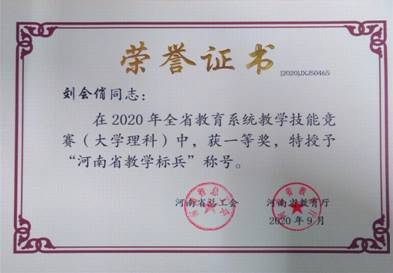 荣誉证书
[2020]JXJS0465
刘会俏同志：
在2020年全省教育系统教学技能竞
赛（大学理科）中，获一等奖，特授予
“河南省教学标兵”称号。
河南省总工会 河南省教育厅
2020年9月